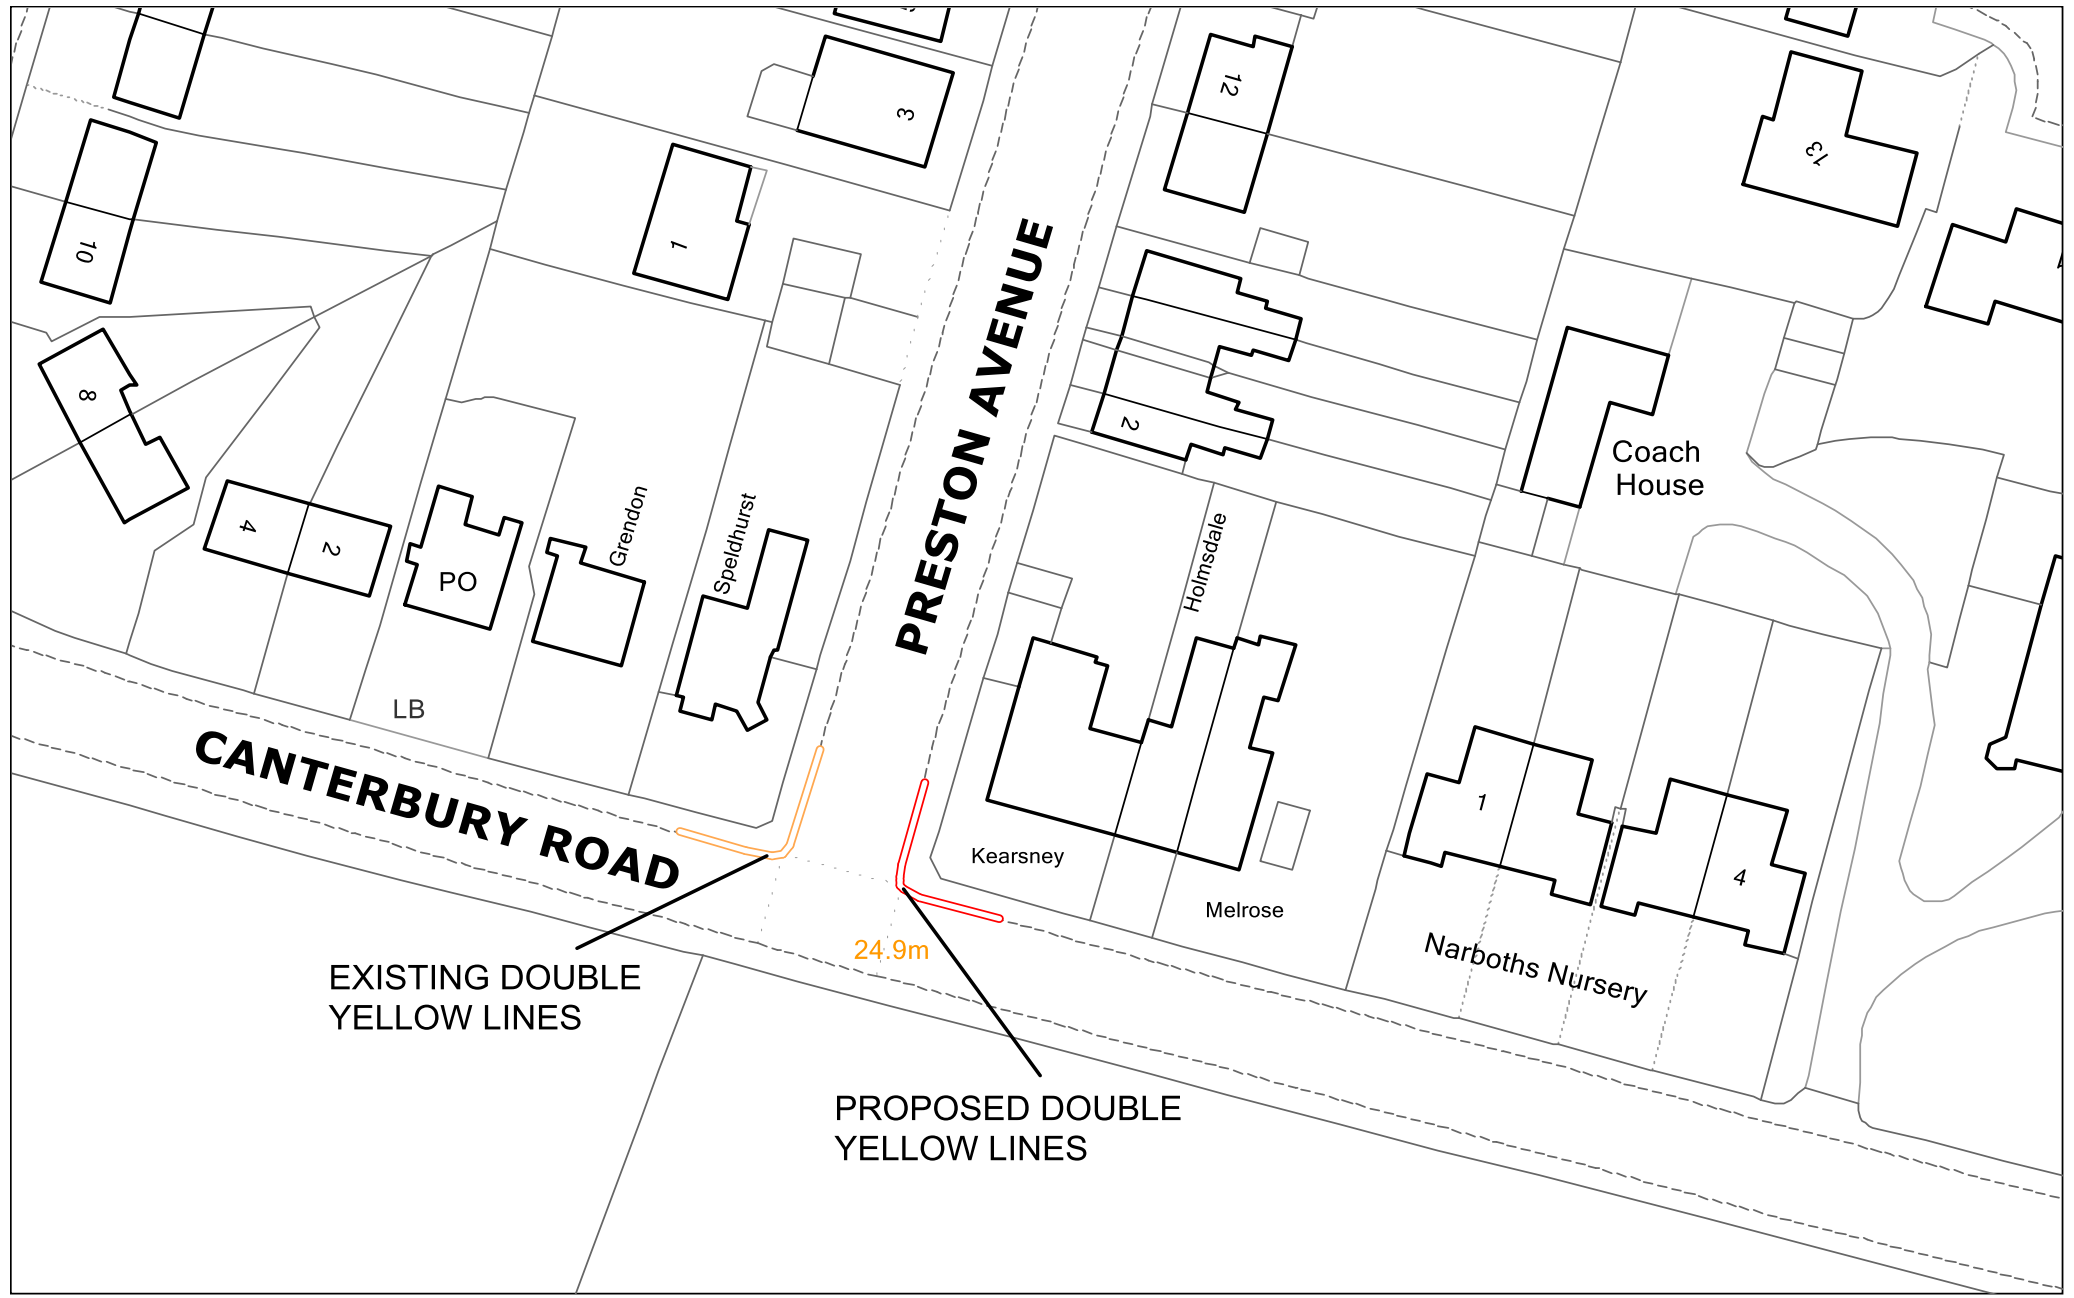 3
12
13
10
1
8
2
Coach
House
4
2
PO
Grendon
Speldhurst
Holmsdale
PRESTON AVENUE
LB
CANTERBURY ROAD
1
4
Kearsney
Melrose
Narboths Nursery
24.9m
EXISTING DOUBLE
YELLOW LINES
PROPOSED DOUBLE
YELLOW LINES